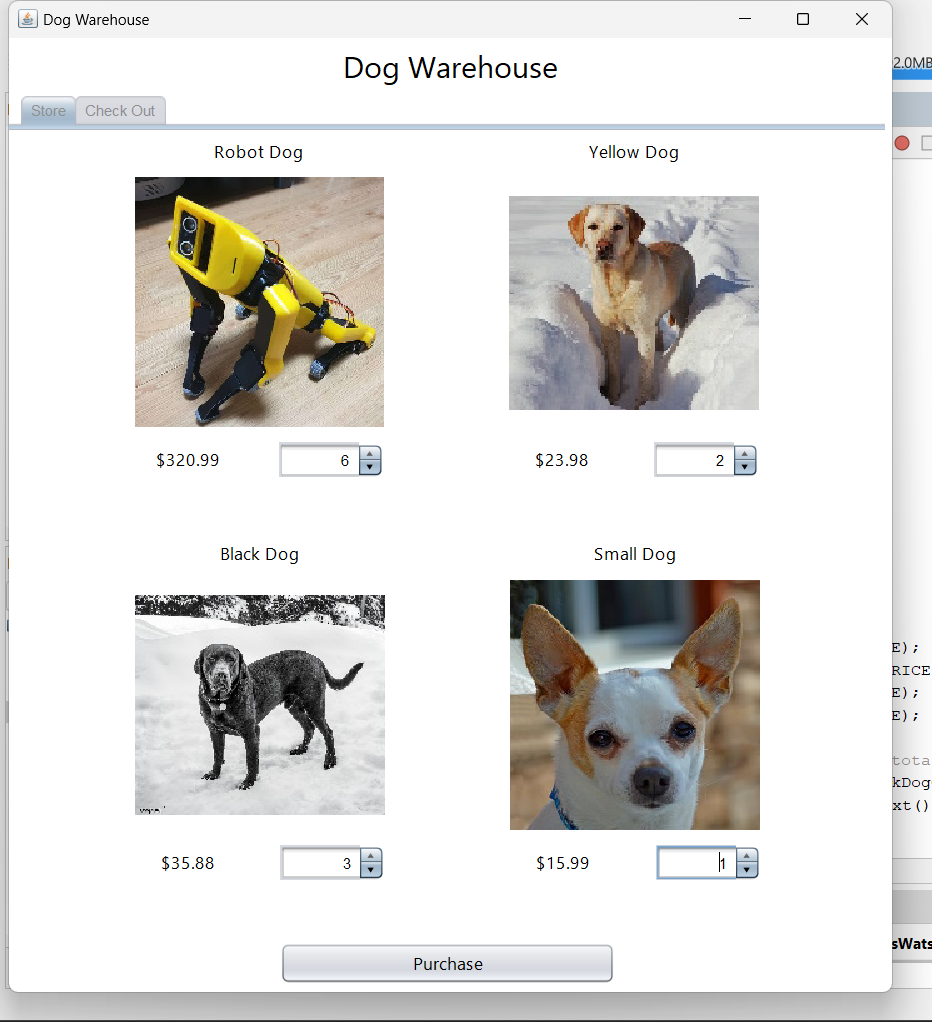 Dog Warehouse
2.0MB
Dog Warehouse
Store
Check Out
Robot Dog
Yellow Dog
$320.99
6
$23.98
2
Black Dog
Small Dog
E);
RICE
E);
E);
tota
kDog
xt()
$35.88
3
$15.99
1
sWats
Purchase